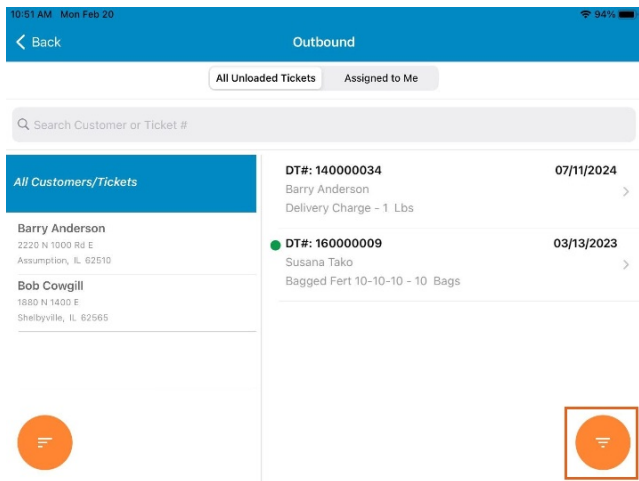 10:51 AM Mon Feb 20
94%
Back
Outbound
All Unloaded Tickets
Assigned to Me
Search Customer or Ticket #
All Customers/Tickets
Barry Anderson
2220 N 1000 Rd E
Assumption, IL 62510
Bob Cowgill
1880 N 1400 E
Shelbyville, IL 62565
DT#: 140000034
07/11/2024
Barry Anderson
Delivery Charge - 1 Lbs
DT#: 160000009
03/13/2023
Susana Tako
Bagged Fert 10-10-10 - 10 Bags